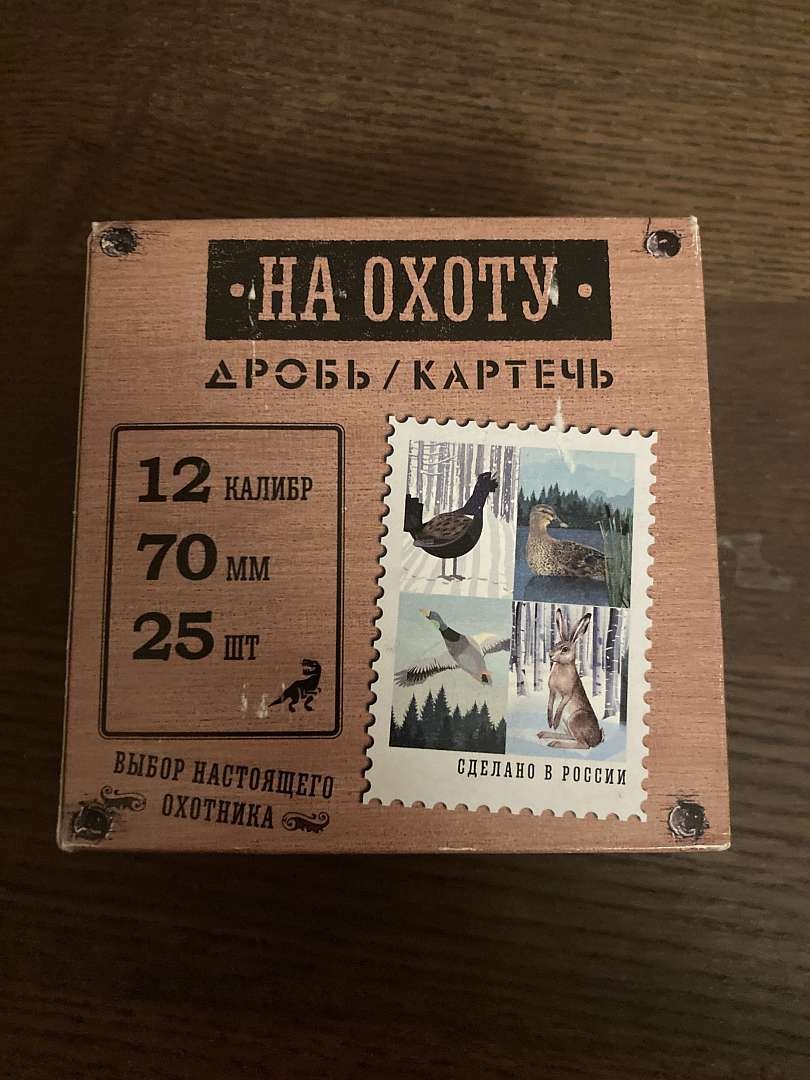 • НА ОХОТУ •
ДРОБЬ / КАРТЕЧЬ
12 КАЛИБР
70 ММ
25 ШТ
ВЫБОР НАСТОЯЩЕГО
ОХОТНИКА
СДЕЛАНО В РОССИИ